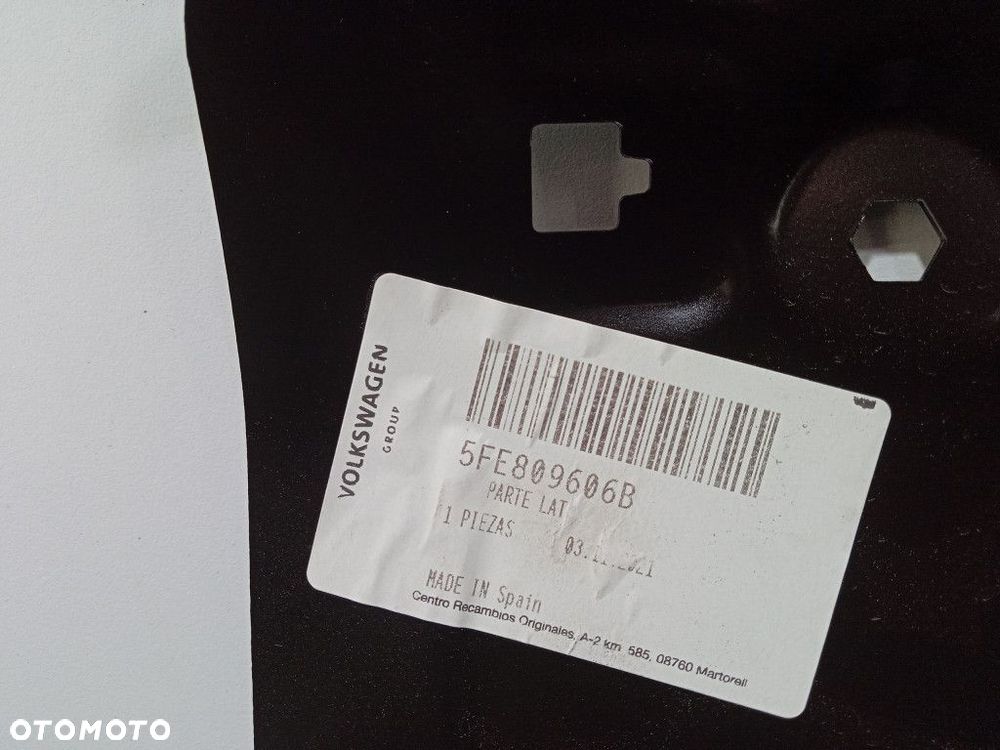 VOLKSWAGEN
GROUP
5FE809606B
PARTE LAT
1 PIEZAS
MADE IN Spain
Centro Recambios Originales, A-2 km 585, 08760 Martorell
OTOMOTO